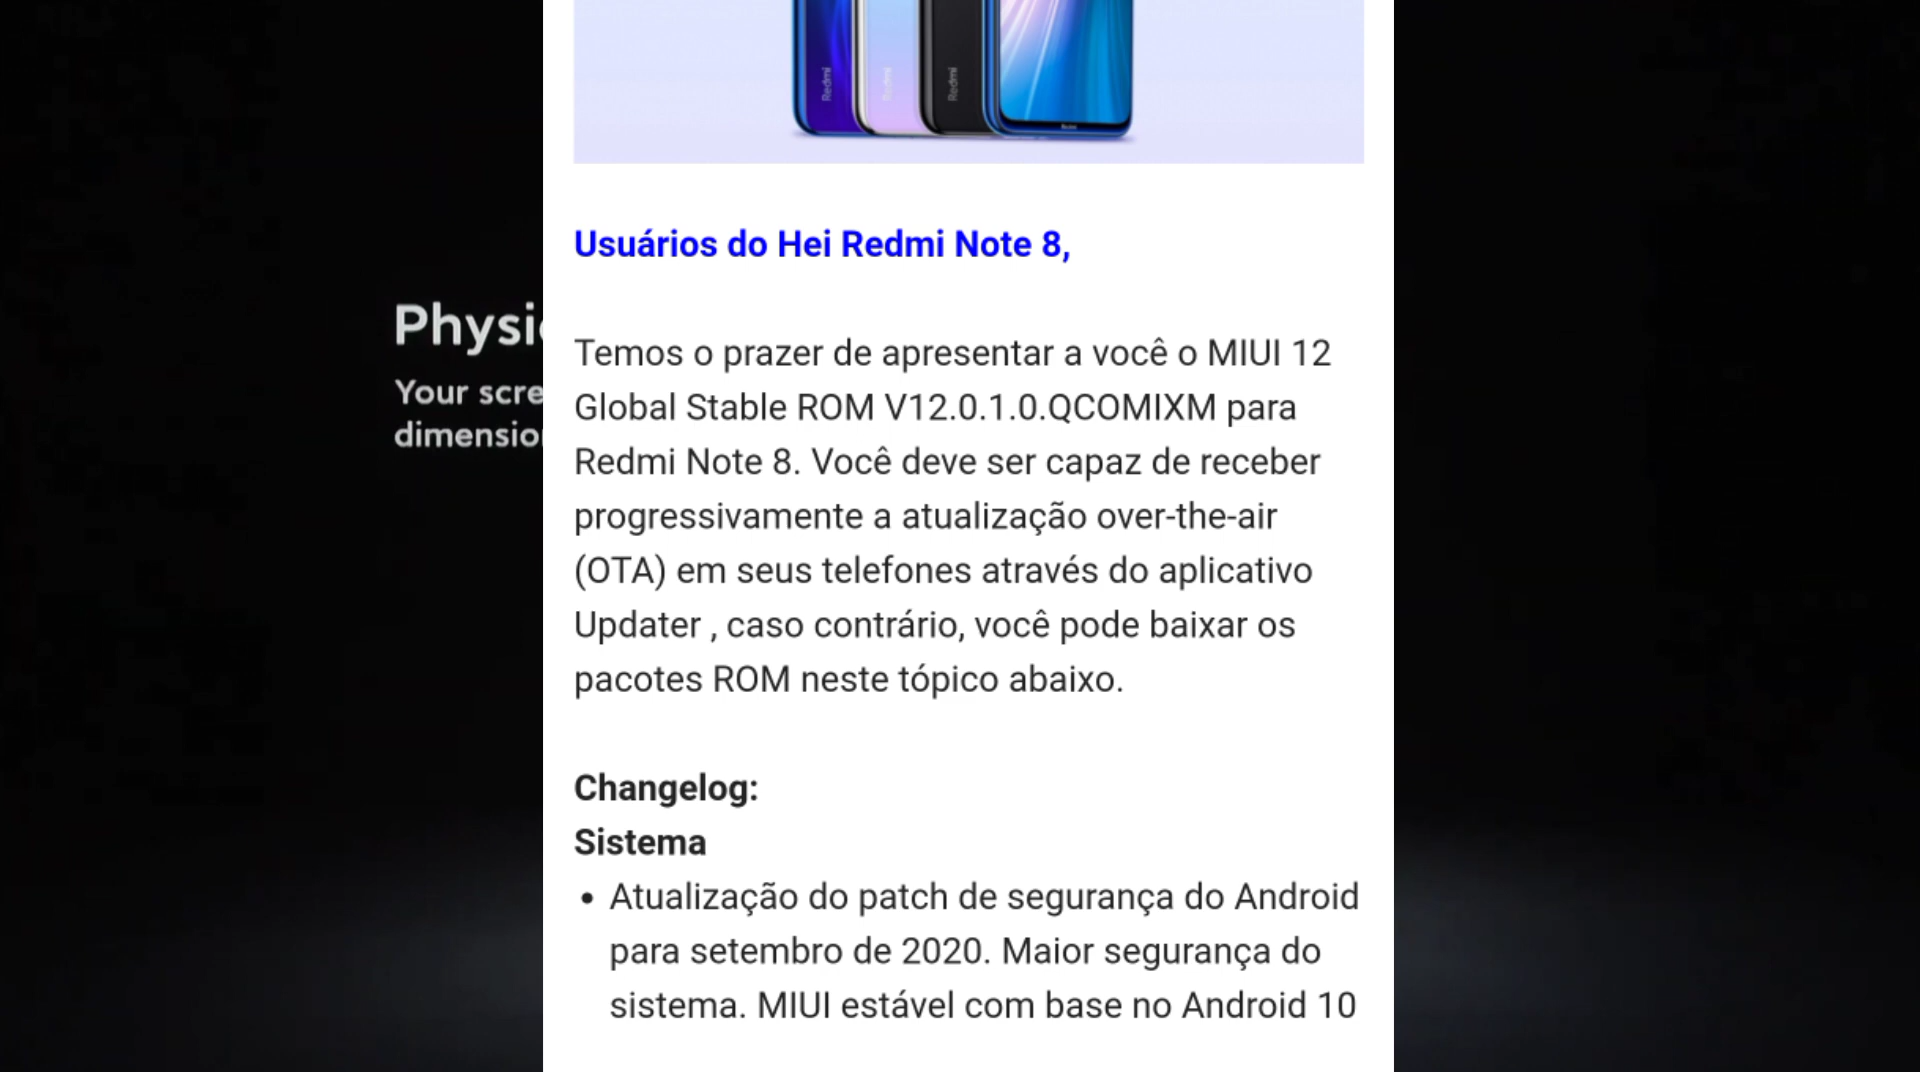 Redmi
Redmi
Redmi
Usuários do Hei Redmi Note 8,
Physi
Your scre
dimensio
Temos o prazer de apresentar a você o MIUI 12
Global Stable ROM V12.0.1.0.QCOMIXM para
Redmi Note 8. Você deve ser capaz de receber
progressivamente a atualização over-the-air
(OTA) em seus telefones através do aplicativo
Updater , caso contrário, você pode baixar os
pacotes ROM neste tópico abaixo.
Changelog:
Sistema
• Atualização do patch de segurança do Android
para setembro de 2020. Maior segurança do
sistema. MIUI estável com base no Android 10